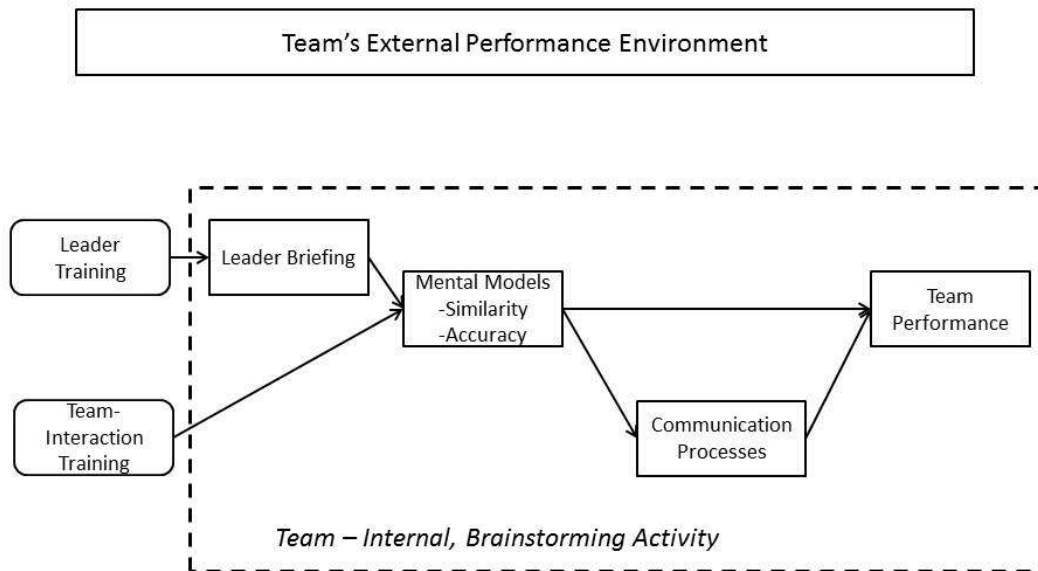 Team’s External Performance Environment
Leader
Training
Leader Briefing
Mental Models
-Similarity
-Accuracy
Team
Performance
Team-
Interaction
Training
Communication
Processes
Team – Internal, Brainstorming Activity